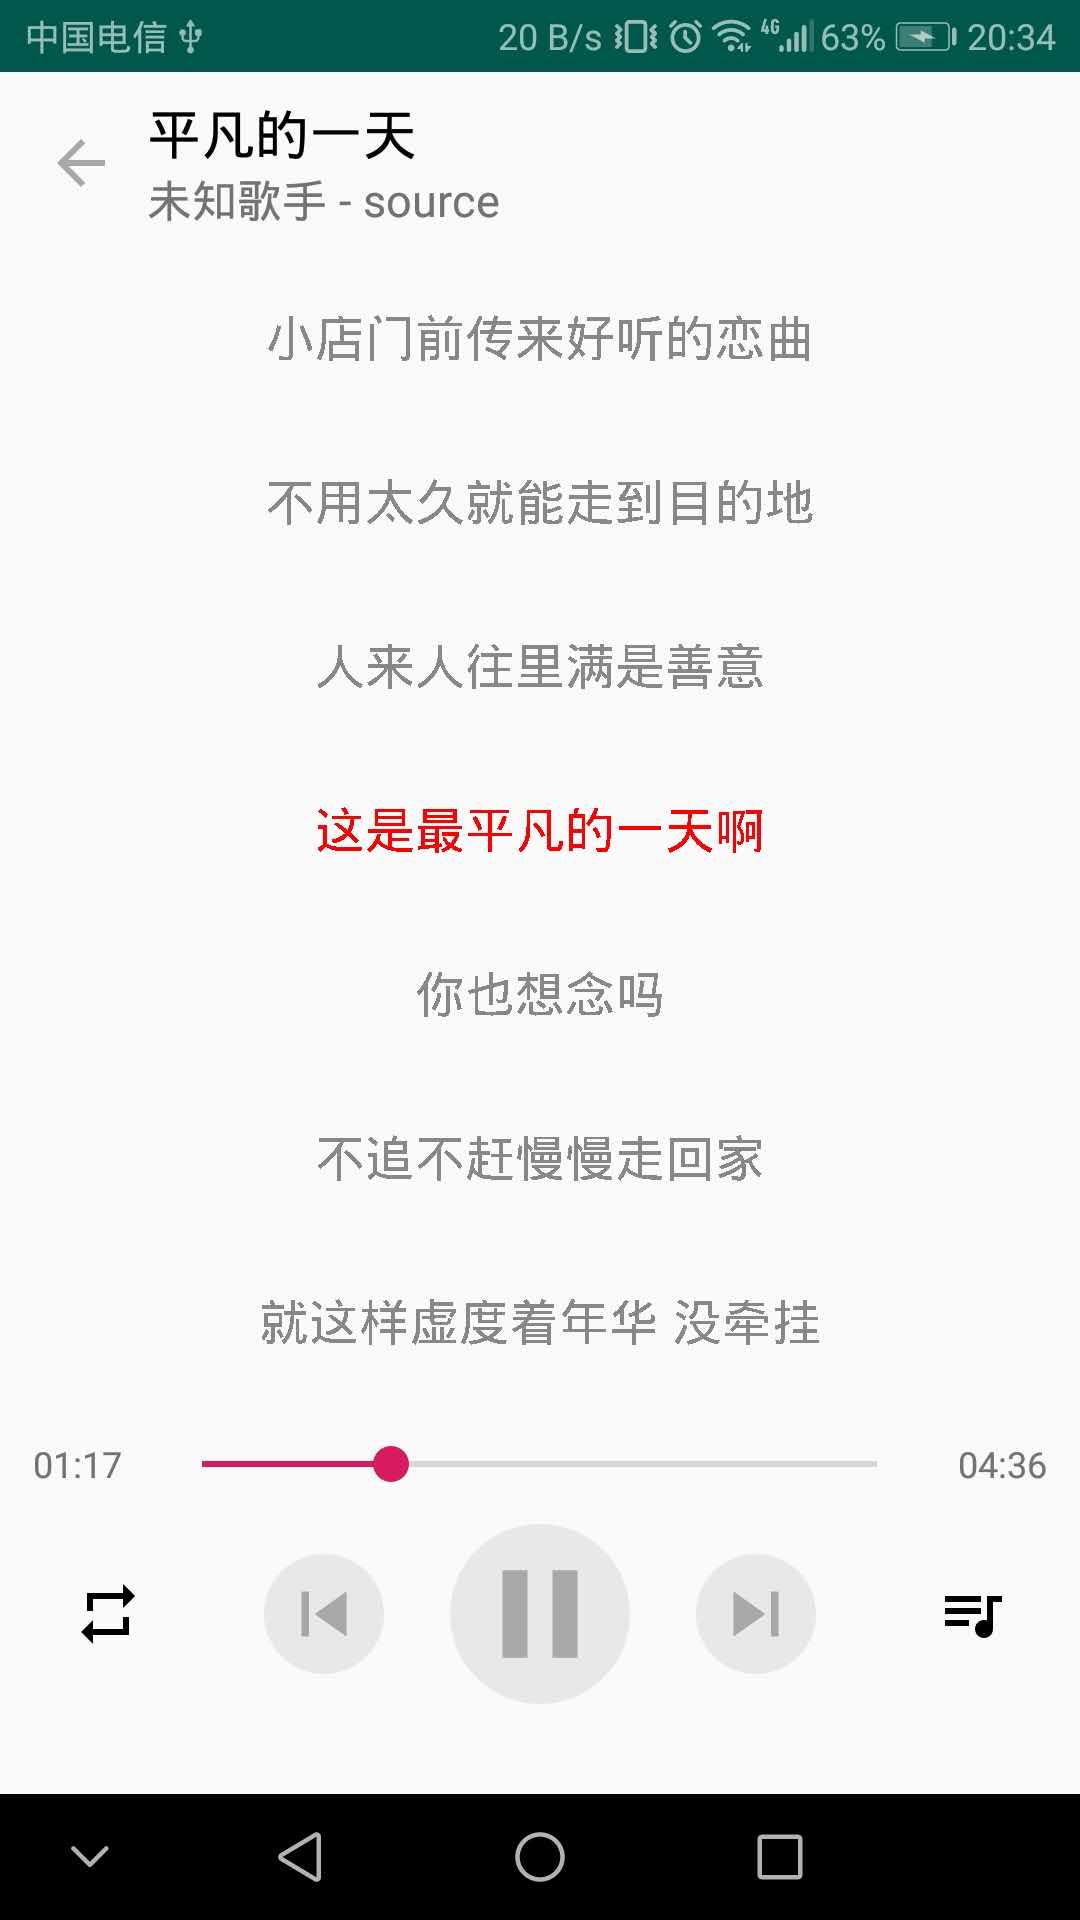 中国电信 20 B/s 4G 63% 20:34
平凡的一天
未知歌手 - source
小店门前传来好听的恋曲
不用太久就能走到目的地
人来人往里满是善意
这是最平凡的一天啊
你也想念吗
不追不赶慢慢走回家
就这样虚度着年华 没牵挂
01:17 04:36